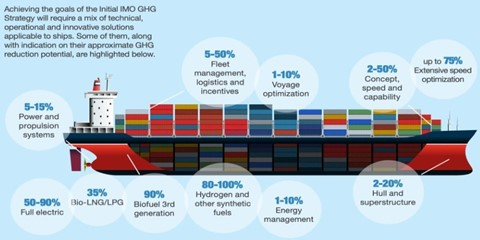 Achieving the goals of the Initial IMO GHG
Strategy will require a mix of technical,
operational and innovative solutions
applicable to ships. Some of them, along
with indication on their approximate GHG
reduction potential, are highlighted below.
5-50%
Fleet
management,
logistics and
incentives
1-10%
Voyage
optimization
2-50%
Concept,
speed and
capability
up to 75%
Extensive speed
optimization
5-15%
Power and
propulsion
systems
50-90%
Full electric
35%
Bio-LNG/LPG
90%
Biofuel 3rd
generation
80-100%
Hydrogen and
other synthetic
fuels
1-10%
Energy
management
2-20%
Hull and
superstructure